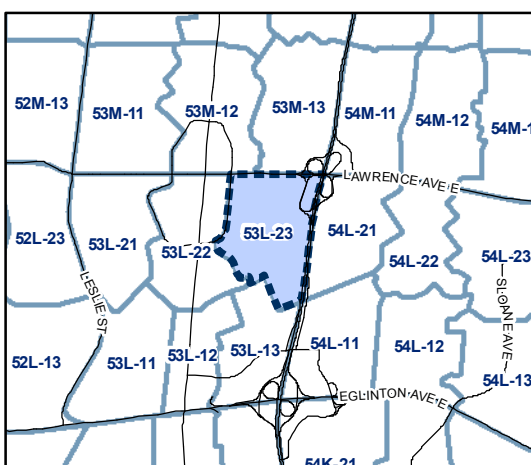 52M-13
53M-11
53M-12
53M-13
54M-11
54M-12
54M-1
LAWRENCE AVE E
52L-23
53L-21
53L-22
53L-23
54L-21
54L-22
54L-23
LESLIE ST
SLOANE AVE
52L-13
53L-11
53L-12
53L-13
54L-11
54L-12
54L-13
EGLINTON AVE E
54K-21